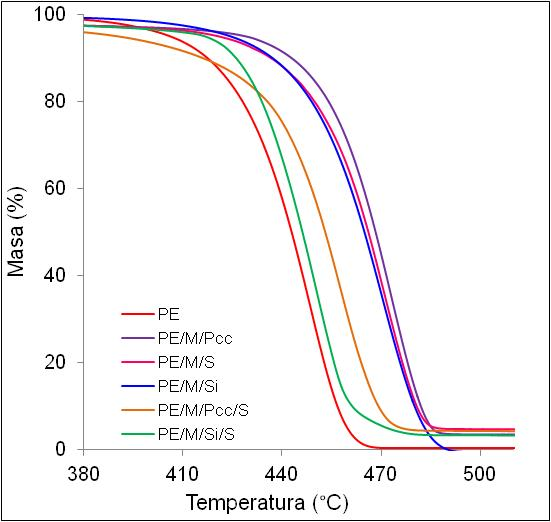 100
80
60
40
20
0
Masa (%)
PE
PE/M/Pcc
PE/M/S
PE/M/Si
PE/M/Pcc/S
PE/M/Si/S
380 410 440 470 500
Temperatura (°C)